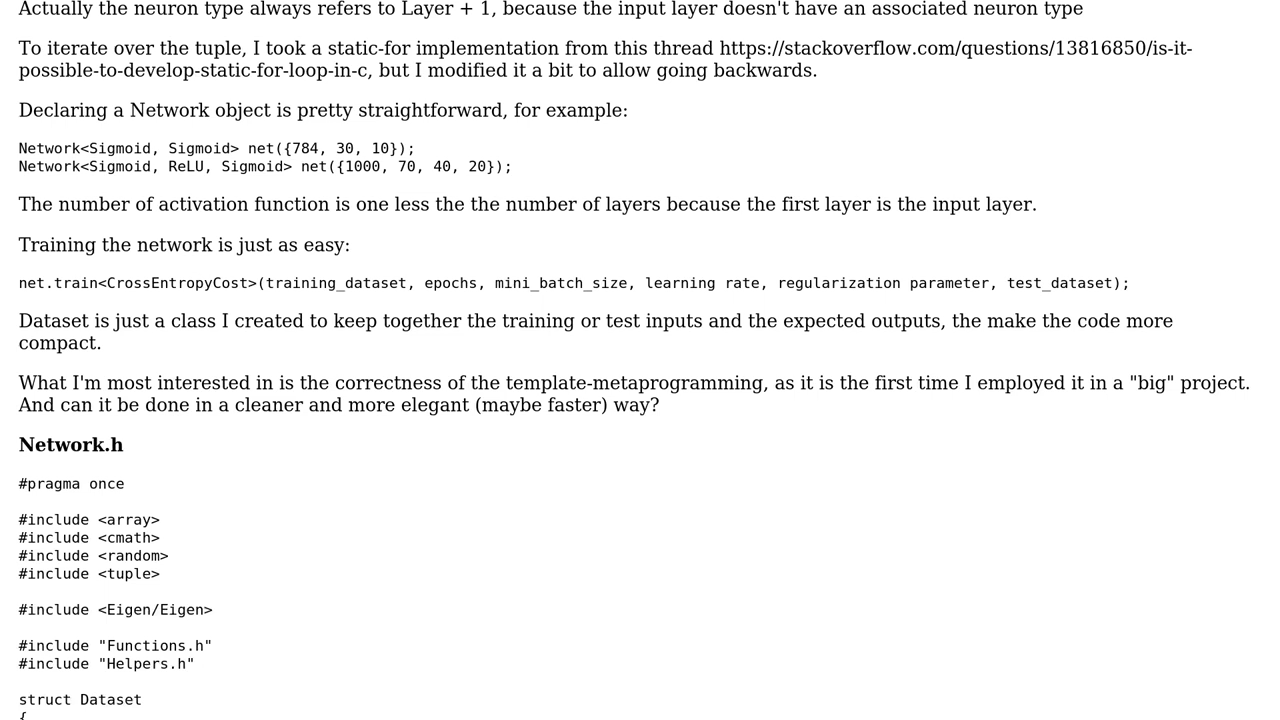 Actually the neuron type always refers to Layer + 1, because the input layer doesn't have an associated neuron type
To iterate over the tuple, I took a static-for implementation from this thread https://stackoverflow.com/questions/13816850/is-it-
possible-to-develop-static-for-loop-in-c, but I modified it a bit to allow going backwards.
Declaring a Network object is pretty straightforward, for example:
Network<Sigmoid, Sigmoid> net({784, 30, 10});
Network<Sigmoid, ReLU, Sigmoid> net({1000, 70, 40, 20});
The number of activation function is one less the the number of layers because the first layer is the input layer.
Training the network is just as easy:
net.train<CrossEntropyCost>(training_dataset, epochs, mini_batch_size, learning rate, regularization parameter, test_dataset);
Dataset is just a class I created to keep together the training or test inputs and the expected outputs, the make the code more
compact.
What I'm most interested in is the correctness of the template-metaprogramming, as it is the first time I employed it in a "big" project.
And can it be done in a cleaner and more elegant (maybe faster) way?
Network.h
#pragma once
#include <array>
#include <cmath>
#include <random>
#include <tuple>
#include <Eigen/Eigen>
#include "Functions.h"
#include "Helpers.h"
struct Dataset
{